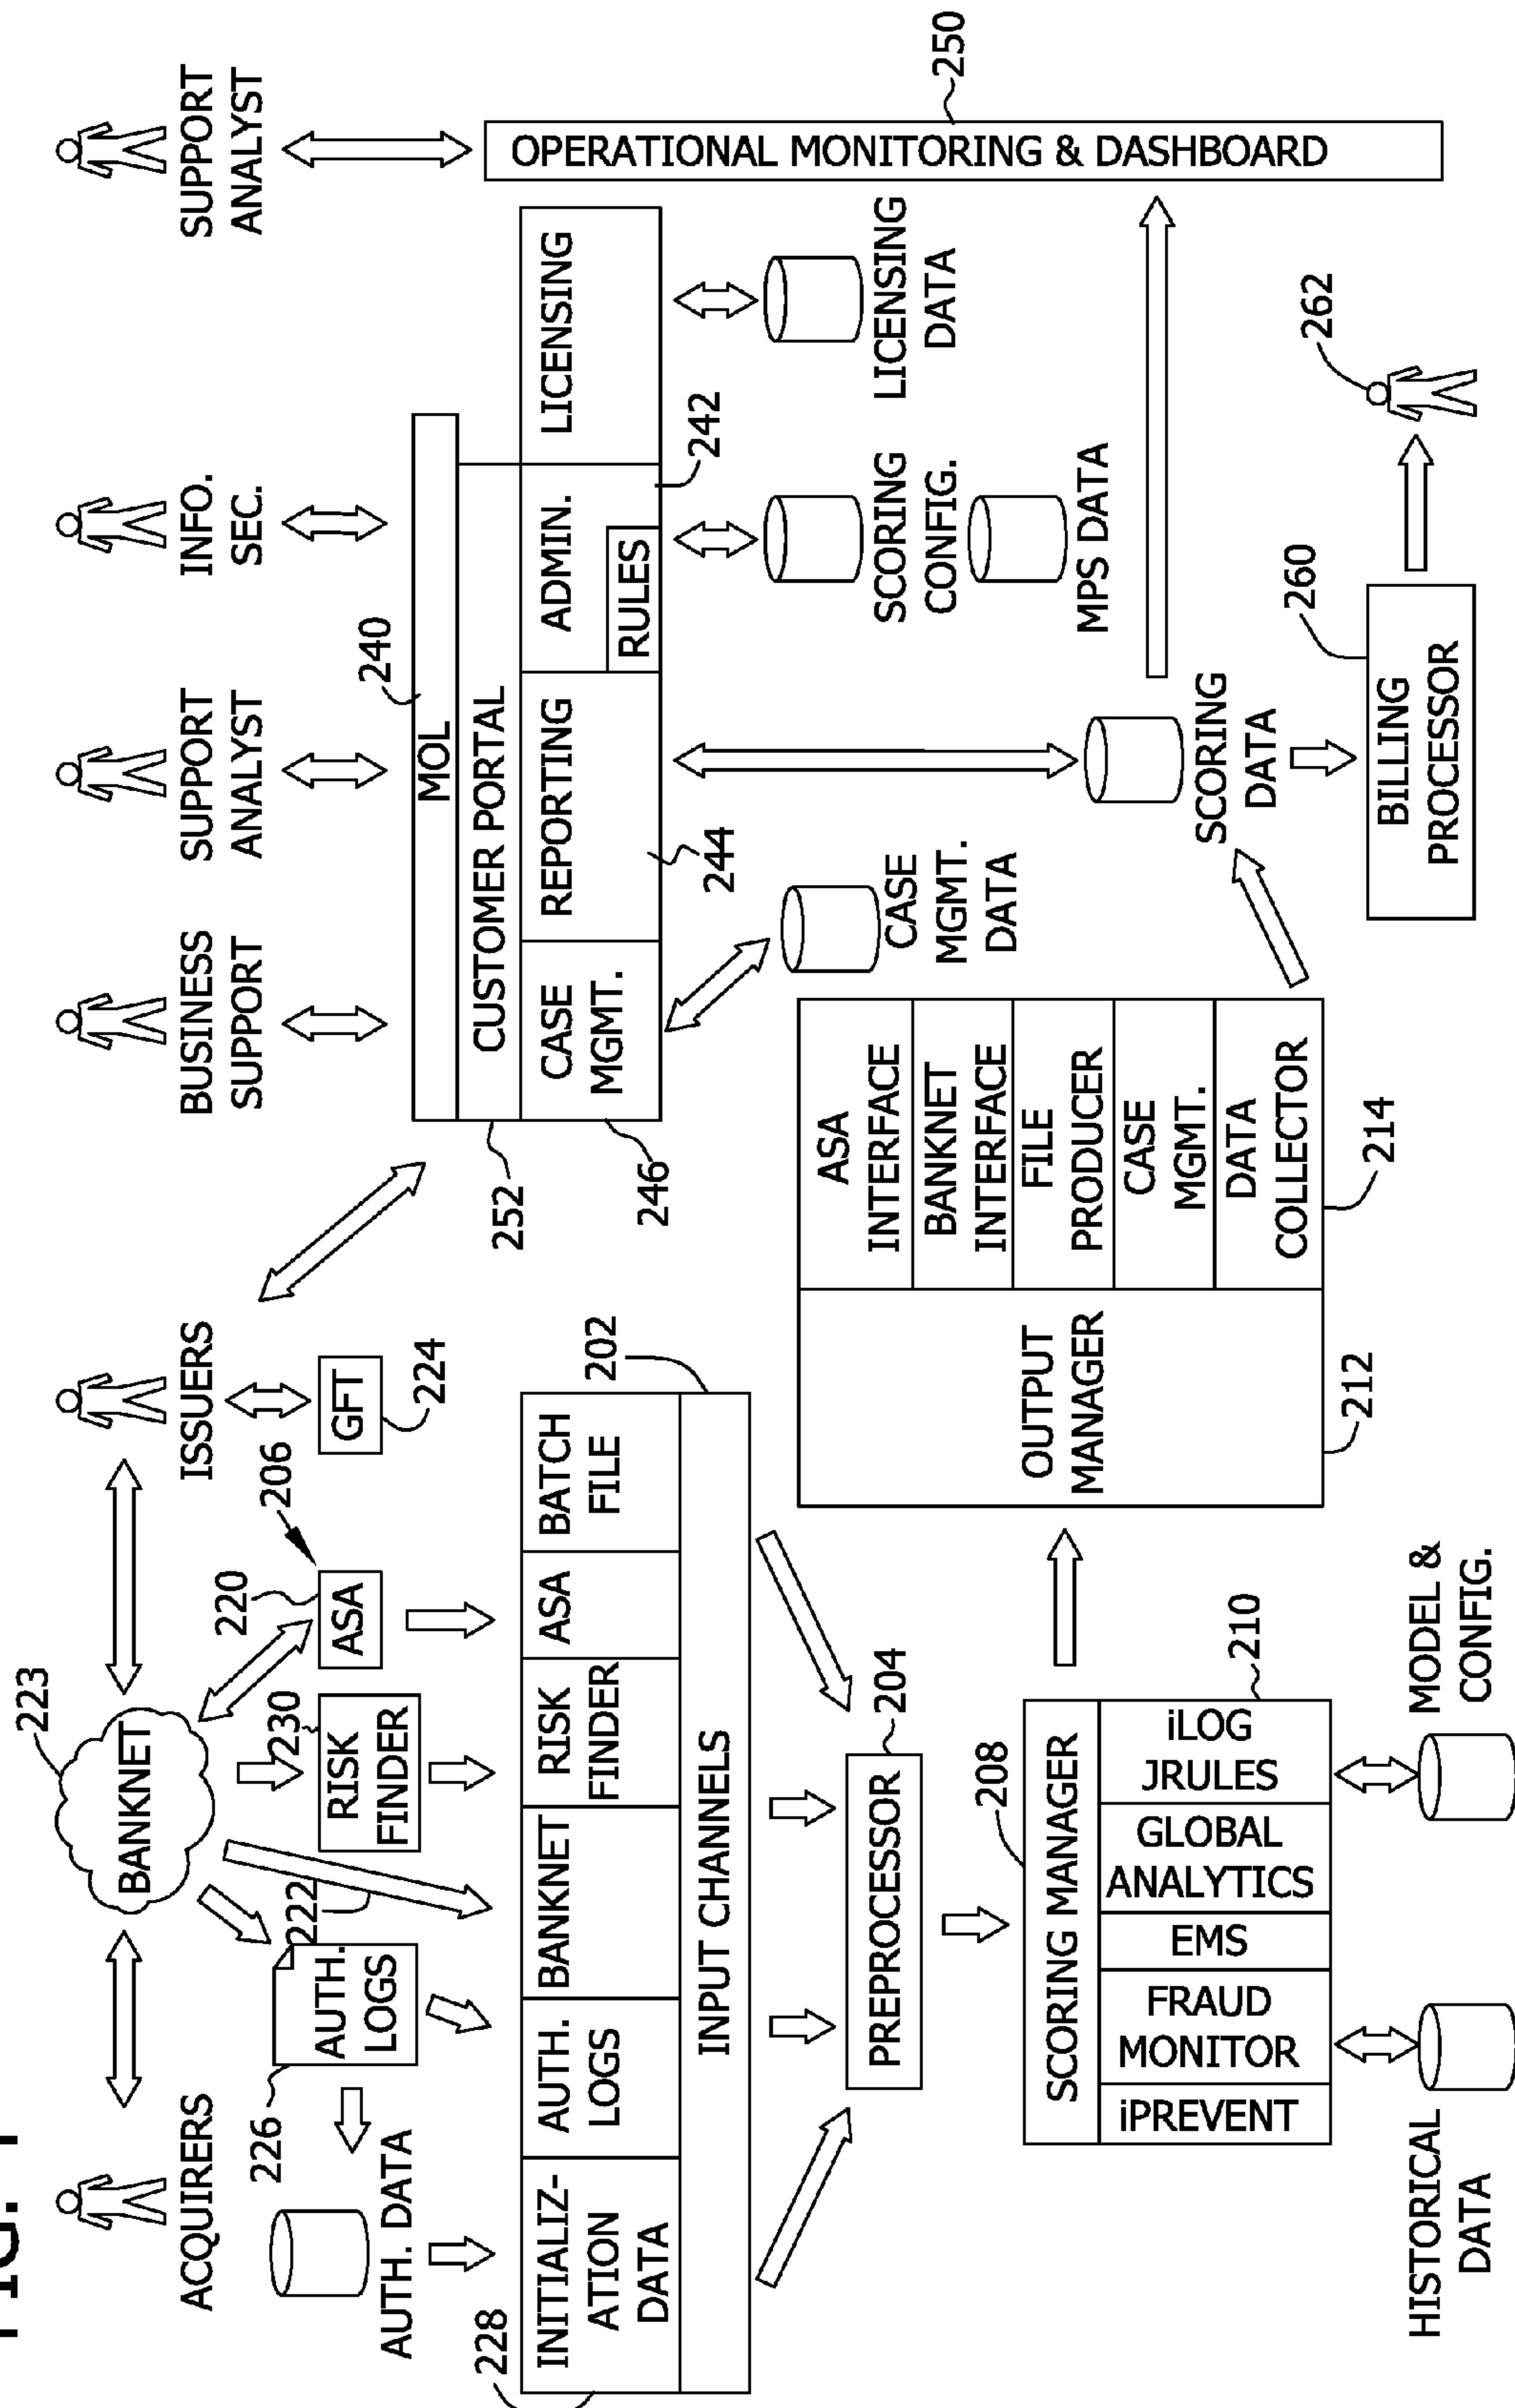 FIG. 1
223
BANKNET
ACQUIRERS
ISSUERS
BUSINESS
SUPPORT
SUPPORT
ANALYST
INFO.
SEC.
SUPPORT
ANALYST
226
AUTH.
LOGS
222
230
RISK
FINDER
220
ASA
206
GFT
224
AUTH. DATA
228
INITIALIZ-
ATION
DATA
AUTH.
LOGS
BANKNET
RISK
FINDER
ASA
BATCH
FILE
202
INPUT CHANNELS
PREPROCESSOR
204
208
SCORING MANAGER
iPREVENT
FRAUD
MONITOR
EMS
GLOBAL
ANALYTICS
iLOG
JRULES
210
HISTORICAL
DATA
MODEL &
CONFIG.
OUTPUT
MANAGER
212
ASA
INTERFACE
BANKNET
INTERFACE
FILE
PRODUCER
CASE
MGMT.
DATA
COLLECTOR
214
240
MOL
CUSTOMER PORTAL
252
CASE
MGMT.
246
REPORTING
244
ADMIN.
RULES
242
LICENSING
CASE
MGMT.
DATA
SCORING
CONFIG.
MPS DATA
LICENSING
DATA
SCORING
DATA
OPERATIONAL MONITORING & DASHBOARD
250
BILLING
PROCESSOR
260
262